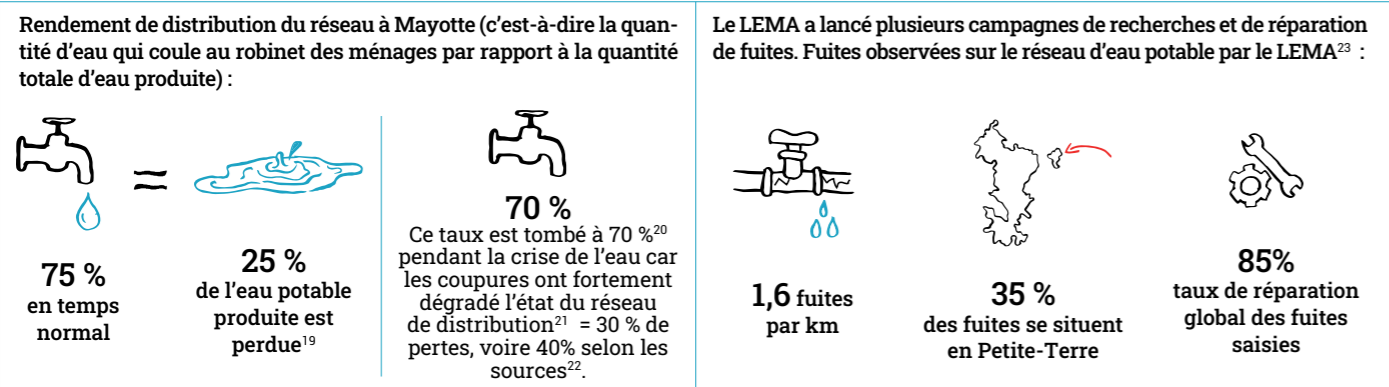 Rendement de distribution du réseau à Mayotte (c'est-à-dire la quan-
tité d'eau qui coule au robinet des ménages par rapport à la quantité
totale d'eau produite) :
75 %
en temps
normal
=
25 %
de l'eau potable
produite est
perdue19
70 %
Ce taux est tombé à 70 %20
pendant la crise de l'eau car
les coupures ont fortement
dégradé l'état du réseau
de distribution21 = 30 % de
pertes, voire 40% selon les
sources22.
Le LEMA a lancé plusieurs campagnes de recherches et de réparation
de fuites. Fuites observées sur le réseau d'eau potable par le LEMA23 :
1,6 fuites
par km
35 %
des fuites se situent
en Petite-Terre
85%
taux de réparation
global des fuites
saisies